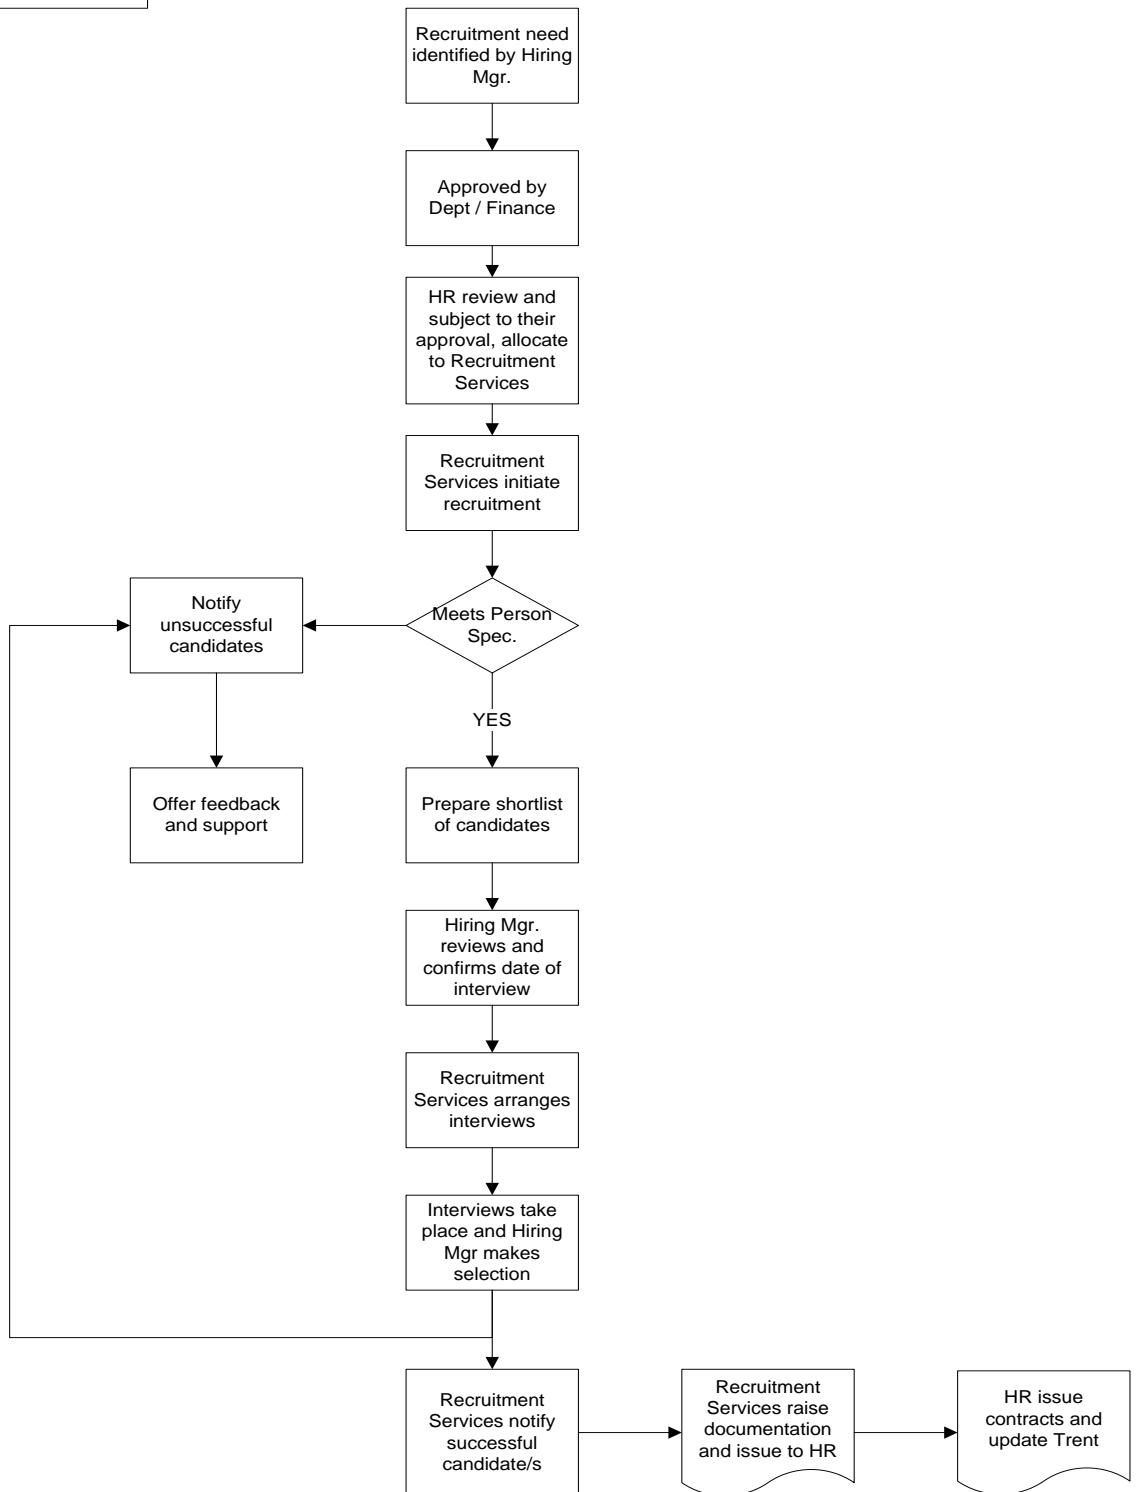 Recruitment need
identified by Hiring
Mgr.
Approved by
Dept / Finance
HR review and
subject to their
approval, allocate
to Recruitment
Services
Recruitment
Services initiate
recruitment
Notify
unsuccessful
candidates
Meets Person
Spec.
YES
Offer feedback
and support
Prepare shortlist
of candidates
Hiring Mgr.
reviews and
confirms date of
interview
Recruitment
Services arranges
interviews
Interviews take
place and Hiring
Mgr makes
selection
Recruitment
Services notify
successful
candidate/s
Recruitment
Services raise
documentation
and issue to HR
HR issue
contracts and
update Trent